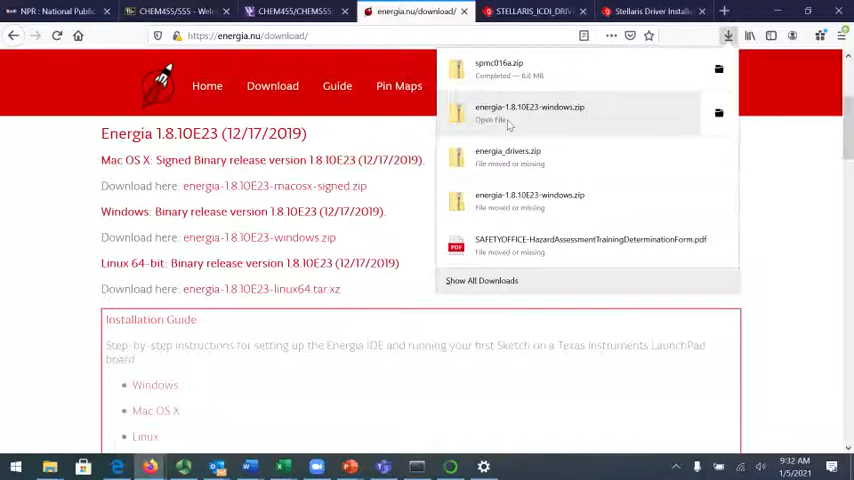 NPR : National Public
CHEM455/555 - Wel
CHEM455/CHEM555:
energia.nu/download/
STELLARIS_ICDI_DRIV
Stellaris Driver Installe
https://energia.nu/download/
Home
Download
Guide
Pin Maps
spmc016a.zip
Completed — 8.8 MB
energia-1.8.10E23-windows.zip
Open File
energia_drivers.zip
File moved or missing
energia-1.8.10E23-windows.zip
File moved or missing
SAFETYOFFICE-HazardAssessmentTrainingDeterminationForm.pdf
File moved or missing
Show All Downloads
PDF
Energia 1.8.10E23 (12/17/2019)
Mac OS X: Signed Binary release version 1.8.10E23 (12/17/2019).
Download here: energia-1.8.10E23-macosx-signed.zip
Windows: Binary release version 1.8.10E23 (12/17/2019).
Download here: energia-1.8.10E23-windows.zip
Linux 64-bit: Binary release version 1.8.10E23 (12/17/2019)
Download here: energia-1.8.10E23-linux64.tar.xz
Installation Guide
Step-by-step instructions for setting up the Energia IDE and running your first Sketch on a Texas Instruments LaunchPad
board
Windows
Mac OS X
Linux
9:32 AM
1/5/2021